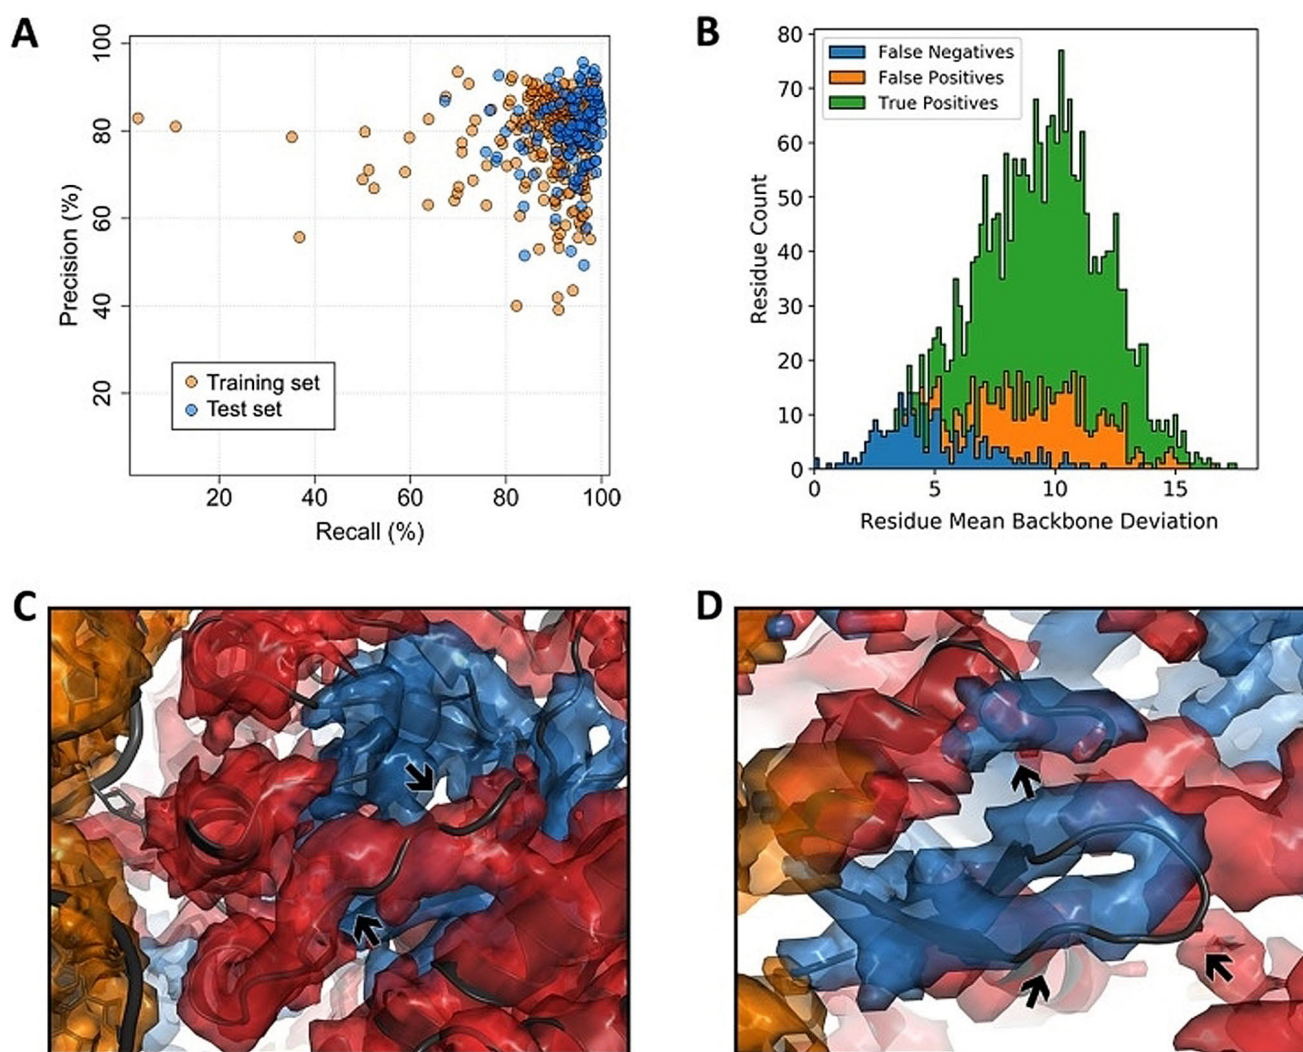 A
100
80
60
40
20
Precision (%)
Training set
Test set
20 40 60 80 100
Recall (%)
B
80
70
60
50
40
30
20
10
0
Residue Count
False Negatives
False Positives
True Positives
0 5 10 15
Residue Mean Backbone Deviation
C
D